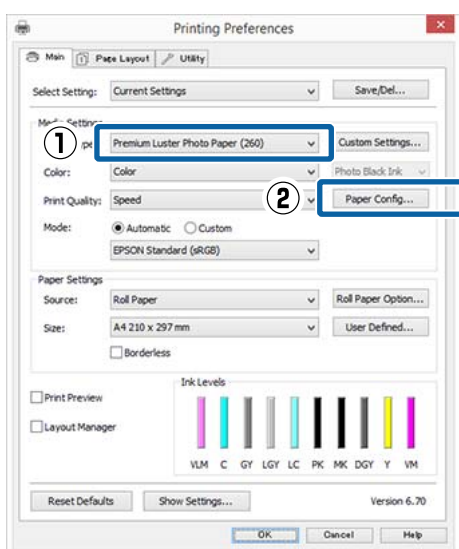 Printing Preferences
Main Page Layout Utility
Select Setting: Current Settings Save/Del...
Media Settings
① Premium Luster Photo Paper (260) Custom Settings...
Color: Color Photo Black Ink
Print Quality: Speed ② Paper Config...
Mode: Automatic Custom
EPSON Standard (sRGB)
Paper Settings
Source: Roll Paper Roll Paper Option...
Size: A4 210 x 297 mm User Defined...
Borderless
Ink Levels
Print Preview
Layout Manager
VLM C GY LGY LC PK MK DGY Y VM
Reset Defaults Show Settings... Version 6.70
OK Cancel Help